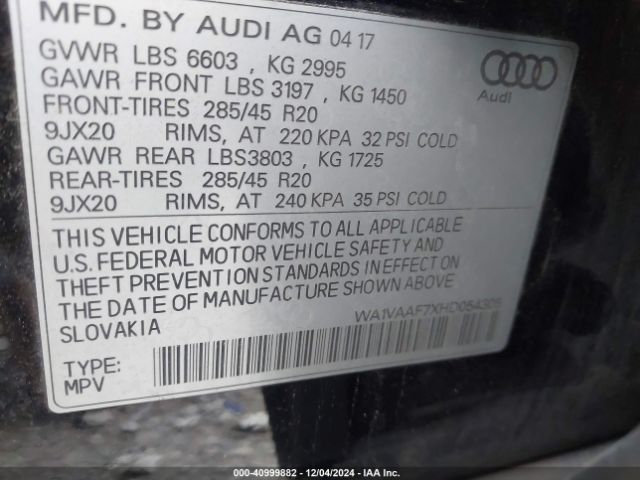 MFD. BY AUDI AG 04 17
GVWR LBS 6603 , KG 2995
GAWR FRONT LBS 3197 , KG 1450
FRONT-TIRES 285/45 R20
9JX20 RIMS, AT 220 KPA 32 PSI COLD
GAWR REAR LBS3803 , KG 1725
REAR-TIRES 285/45 R20
9JX20 RIMS, AT 240 KPA 35 PSI COLD
Audi
THIS VEHICLE CONFORMS TO ALL APPLICABLE
U.S. FEDERAL MOTOR VEHICLE SAFETY AND
THEFT PREVENTION STANDARDS IN EFFECT ON
THE DATE OF MANUFACTURE SHOWN ABOVE
SLOVAKIA
WA1VAAF7XHD054305
TYPE:
MPV
000-40999882 - 12/04/2024 - IAA Inc.